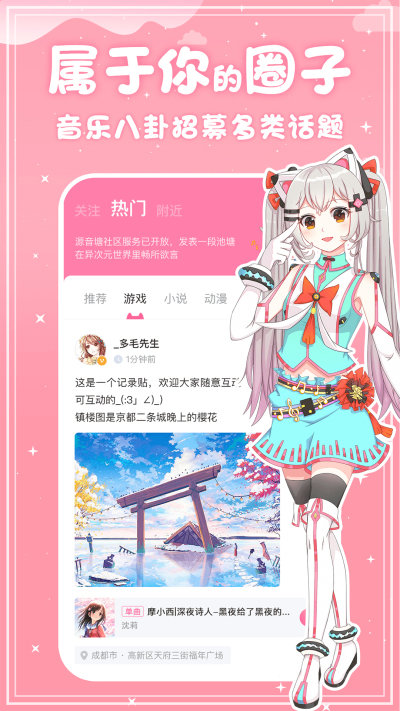 属于你的圈子
音乐八卦招募多类话题
关注 热门 附近
源音塘社区服务已开放，发表一段池塘
在异次元世界里畅所欲言
推荐 游戏 小说 动漫
_多毛先生
1分钟前
这是一个记录贴，欢迎大家随意互
可互动的_(:3」∠)_)
镇楼图是京都二条城晚上的樱花
单曲 摩小西|深夜诗人–黑夜给了黑夜的...
沈莉
成都市·高新区天府三街福年广场